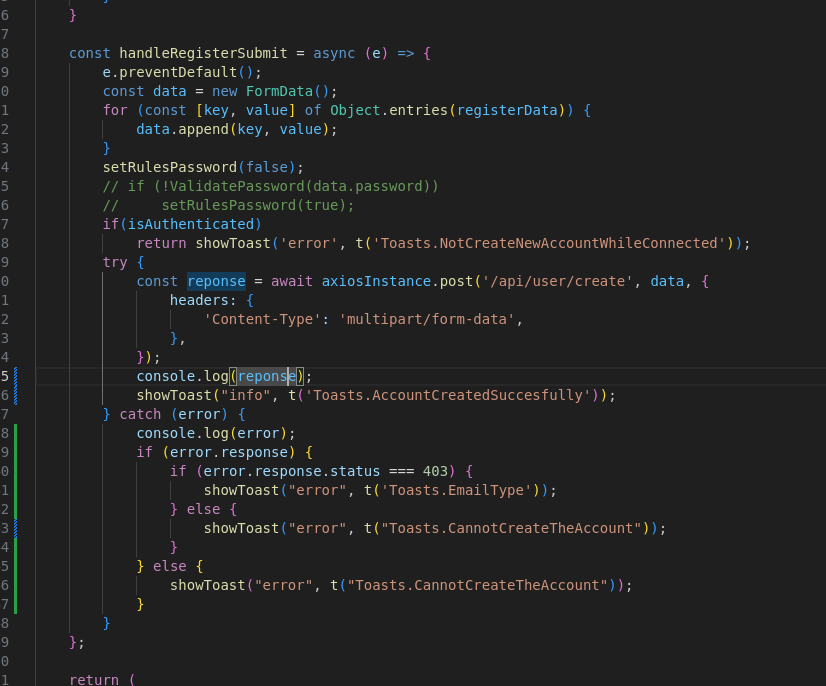 6 }
7
8 const handleRegisterSubmit = async (e) => {
9 e.preventDefault();
0 const data = new FormData();
1 for (const [key, value] of Object.entries(registerData)) {
2 data.append(key, value);
3 }
4 setRulesPassword(false);
5 // if (!ValidatePassword(data.password))
6 //     setRulesPassword(true);
7 if(isAuthenticated)
8 return showToast('error', t('Toasts.NotCreateNewAccountWhileConnected'));
9 try {
0 const reponse = await axiosInstance.post('/api/user/create', data, {
1 headers: {
2 'Content-Type': 'multipart/form-data',
3 },
4 });
5 console.log(reponse);
6 showToast("info", t('Toasts.AccountCreatedSuccesfully'));
7 } catch (error) {
8 console.log(error);
9 if (error.response) {
0 if (error.response.status === 403) {
1 showToast("error", t('Toasts.EmailType'));
2 } else {
3 showToast("error", t("Toasts.CannotCreateTheAccount"));
4 }
5 } else {
6 showToast("error", t("Toasts.CannotCreateTheAccount"));
7 }
8 }
9 };
0
1 return (